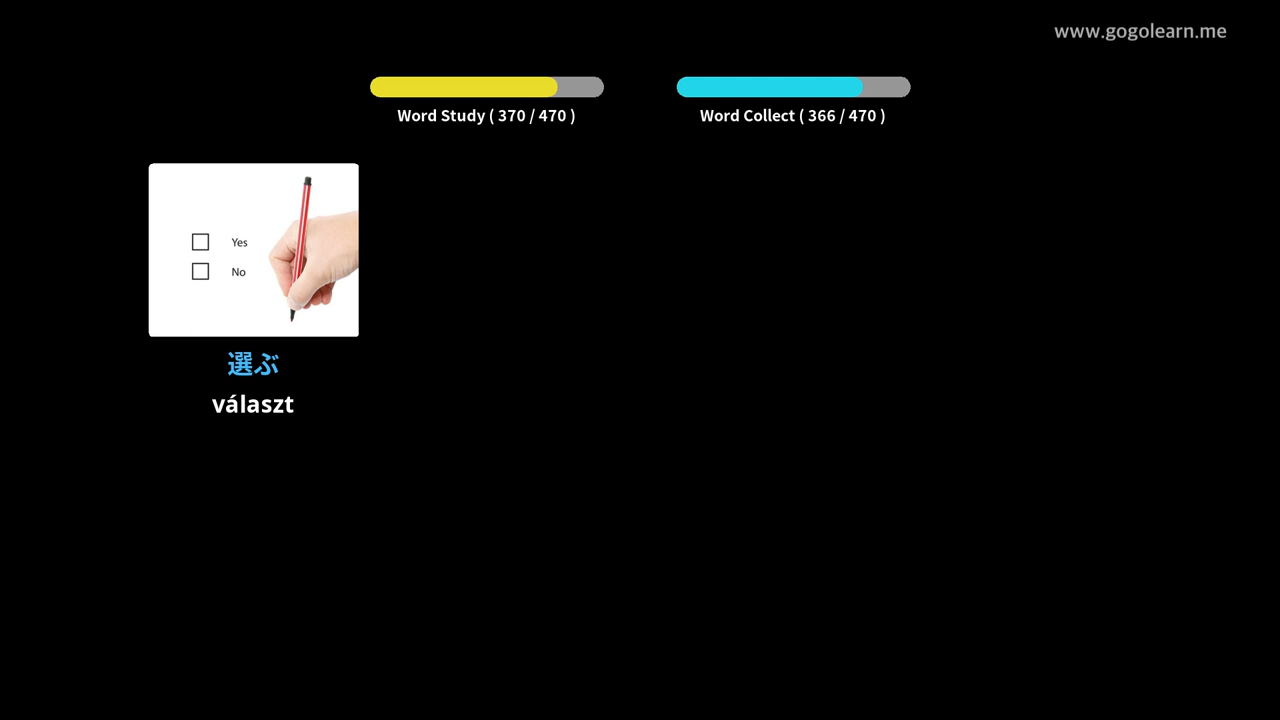 www.gogolearn.me
Word Study ( 370 / 470 )
Word Collect ( 366 / 470 )
Yes
No
選ぶ
választ